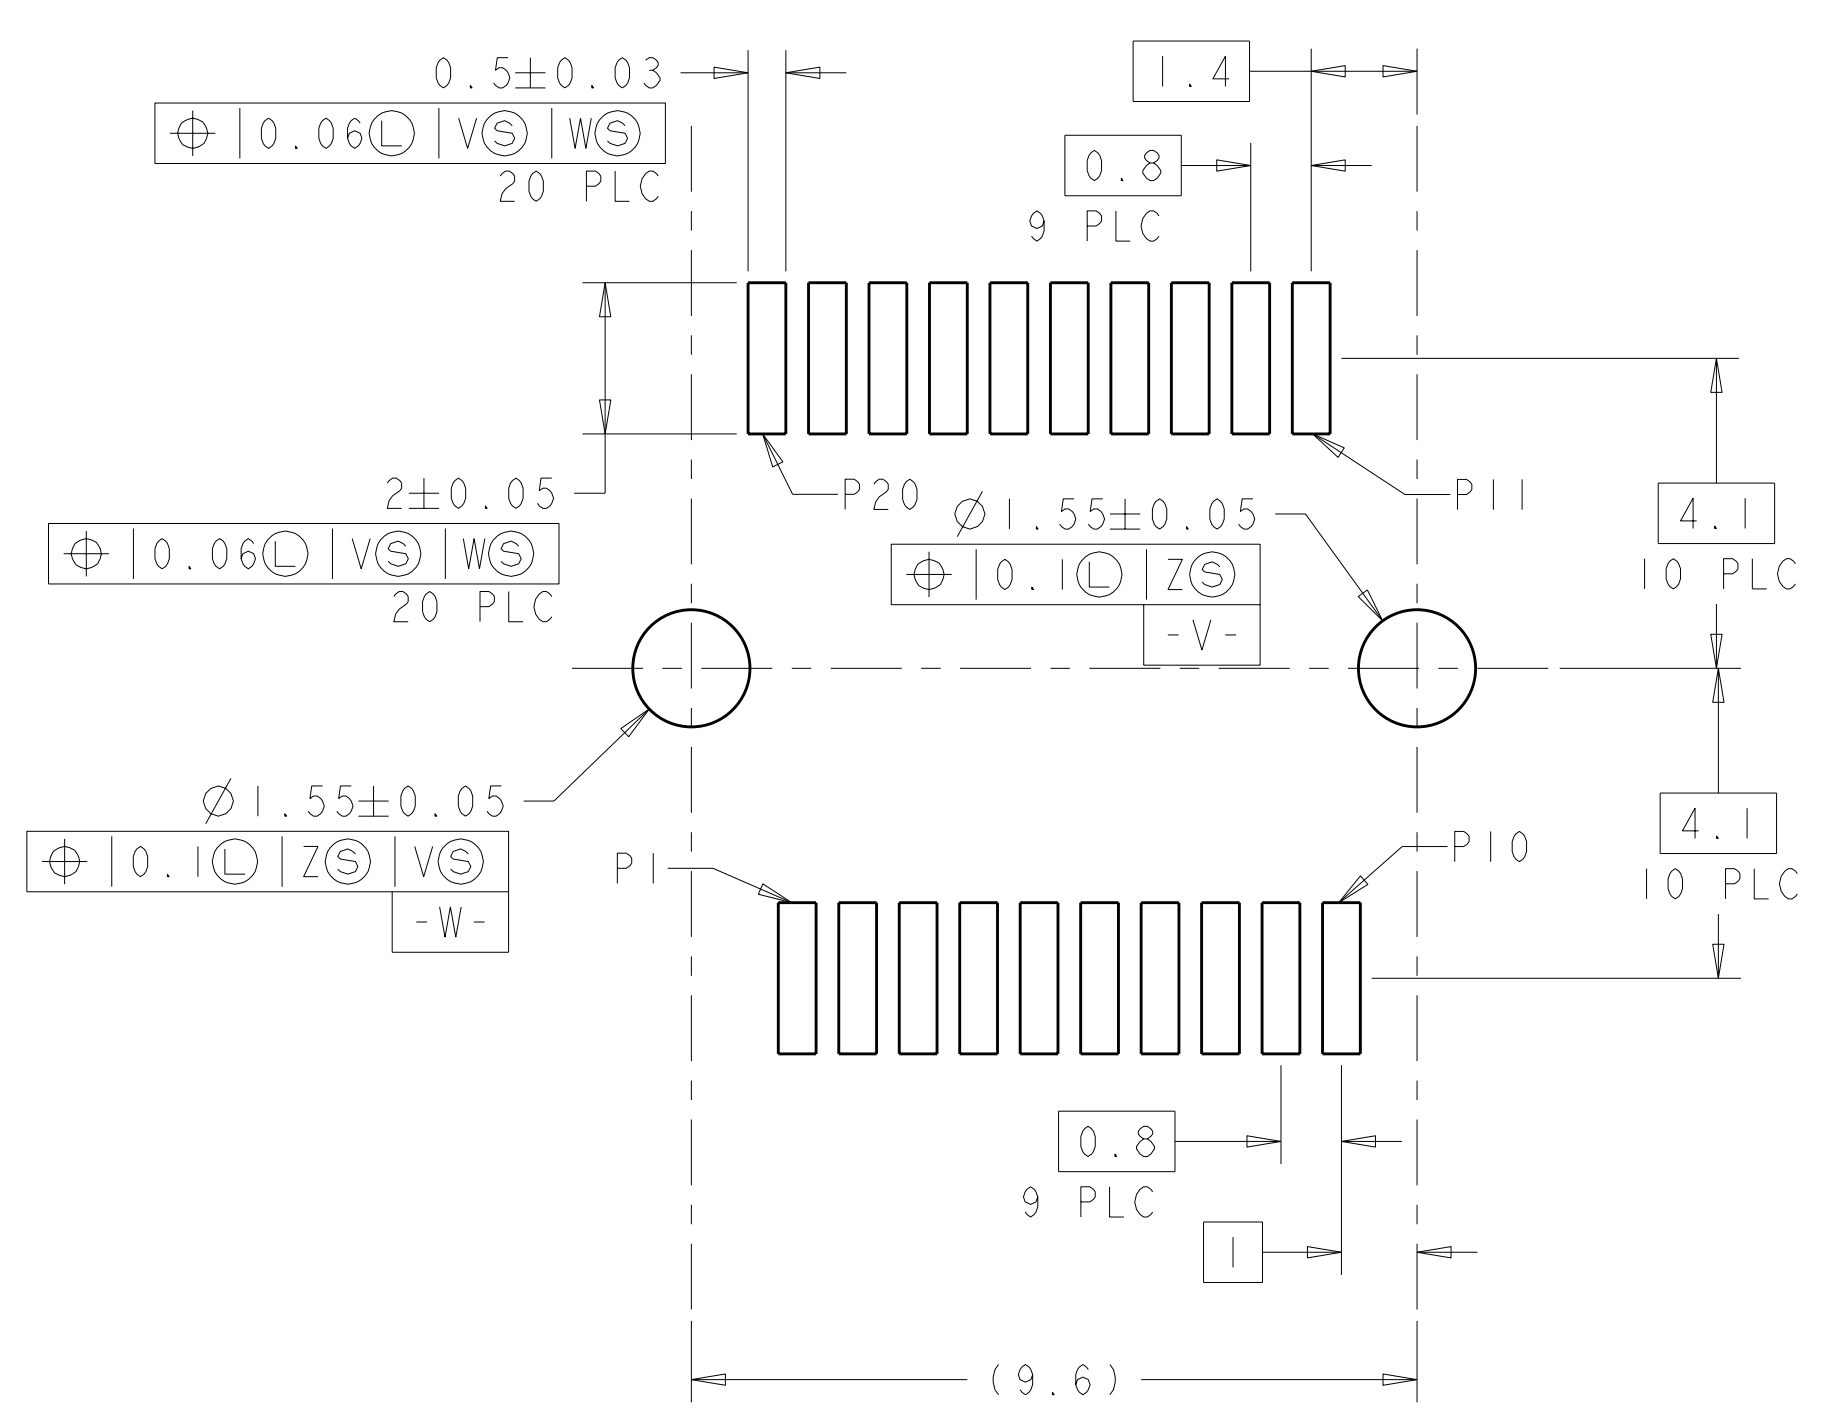 0.5±0.03
⌖ 0.06Ⓛ VⓈ WⓈ
20 PLC
1.4
0.8
9 PLC
2±0.05
⌖ 0.06Ⓛ VⓈ WⓈ
20 PLC
P20
P11
Ø1.55±0.05
⌖ 0.1Ⓛ ZⓈ
-V-
4.1
10 PLC
Ø1.55±0.05
⌖ 0.1Ⓛ ZⓈ VⓈ
-W-
P1
P10
4.1
10 PLC
0.8
9 PLC
1
(9.6)